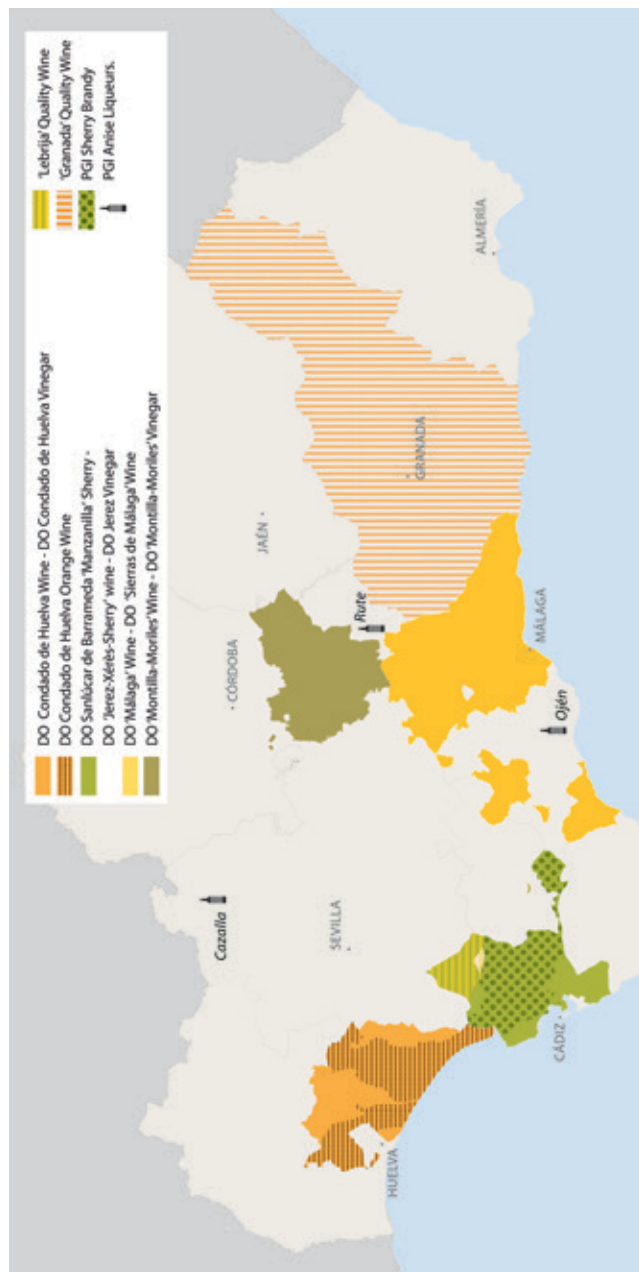 DO Condado de Huelva Wine - DO Condado de Huelva Vinegar
DO Condado de Huelva Orange Wine
DO Sanlúcar de Barrameda 'Manzanilla' Sherry -
DO 'Jerez-Xérès-Sherry' wine - DO Jerez Vinegar
DO 'Málaga' Wine - DO 'Sierras de Málaga' Wine
DO 'Montilla-Moriles' Wine - DO 'Montilla-Moriles' Vinegar
'Lebrija' Quality Wine
'Granada' Quality Wine
PGI Sherry Brandy
PGI Anise Liqueurs.
Cazalla
CÓRDOBA
JAÉN
SEVILLA
Rute
HUELVA
GRANADA
ALMERÍA
MÁLAGA
Ojén
CÁDIZ